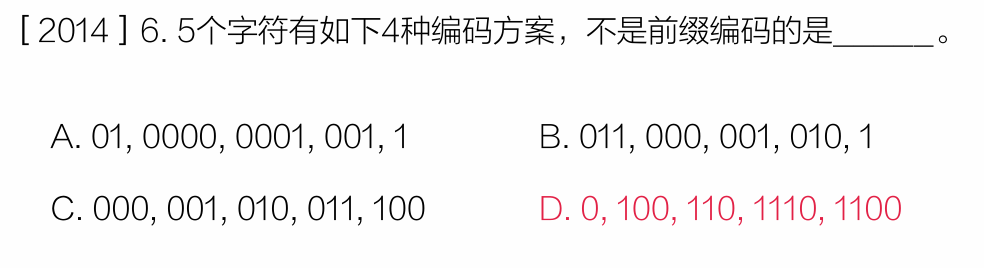 [ 2014 ] 6. 5个字符有如下4种编码方案，不是前缀编码的是______。
A. 01, 0000, 0001, 001, 1 B. 011, 000, 001, 010, 1
C. 000, 001, 010, 011, 100 D. 0, 100, 110, 1110, 1100